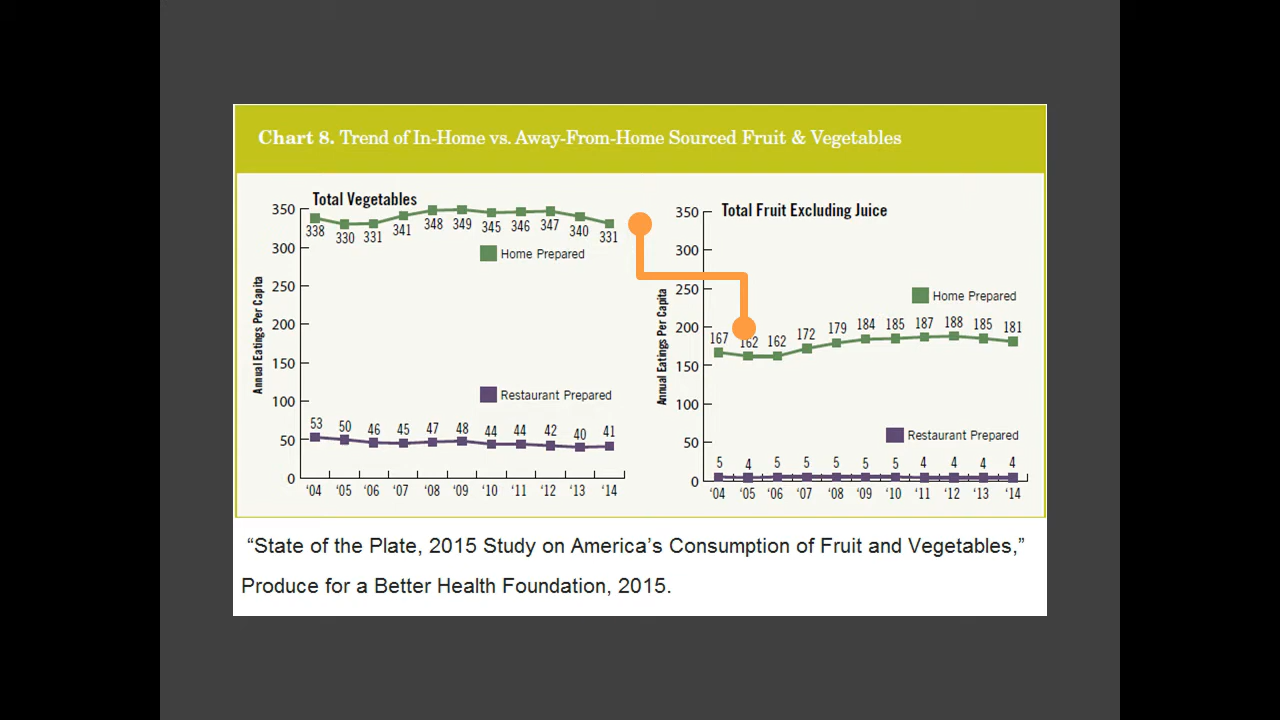 Chart 8. Trend of In-Home vs. Away-From-Home Sourced Fruit & Vegetables
Total Vegetables
Annual Eatings Per Capita
350
300
250
200
150
100
50
0
338 330 331 341 348 349 345 346 347 340 331
Home Prepared
Restaurant Prepared
53 50 46 45 47 48 44 44 42 40 41
‘04 ‘05 ‘06 ‘07 ‘08 ‘09 ‘10 ‘11 ‘12 ‘13 ‘14
Total Fruit Excluding Juice
Annual Eatings Per Capita
350
300
250
200
150
100
50
0
Home Prepared
167 162 162 172 179 184 185 187 188 185 181
Restaurant Prepared
5 4 5 5 5 5 5 4 4 4 4
‘04 ‘05 ‘06 ‘07 ‘08 ‘09 ‘10 ‘11 ‘12 ‘13 ‘14
“State of the Plate, 2015 Study on America’s Consumption of Fruit and Vegetables,”
Produce for a Better Health Foundation, 2015.